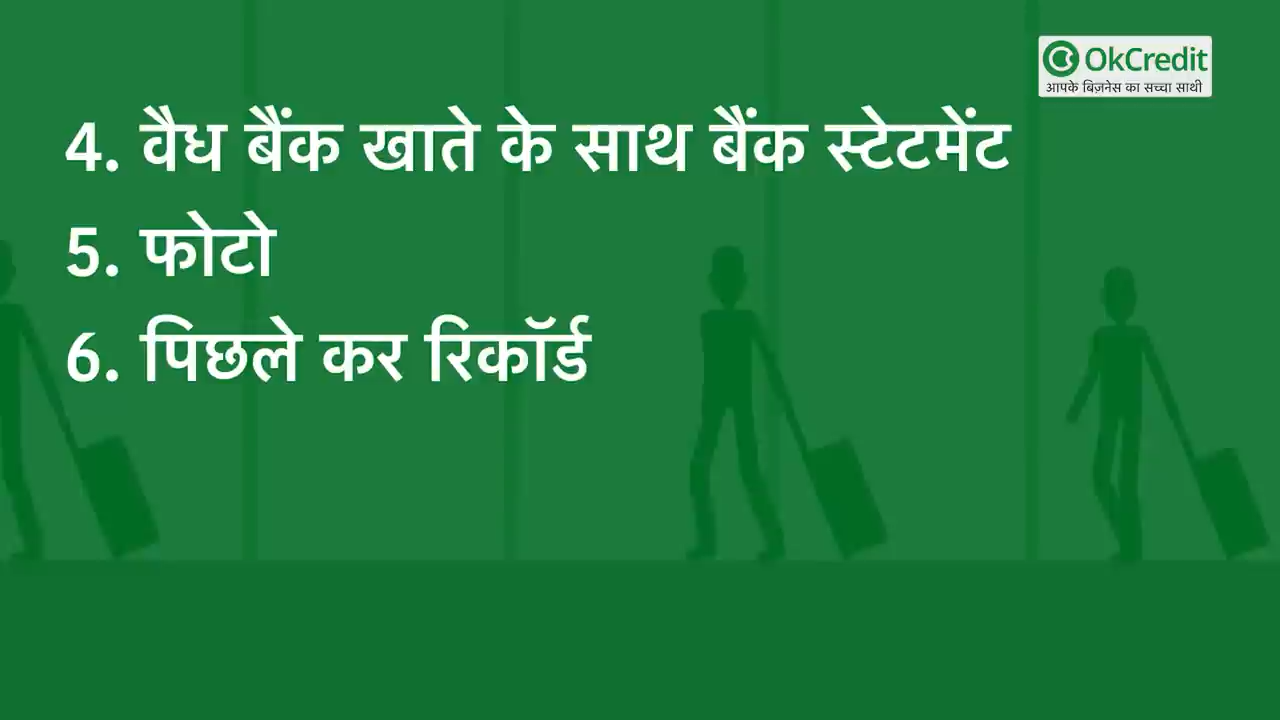 OkCredit
आपके बिज़नेस का सच्चा साथी
4. वैध बैंक खाते के साथ बैंक स्टेटमेंट
5. फोटो
6. पिछले कर रिकॉर्ड